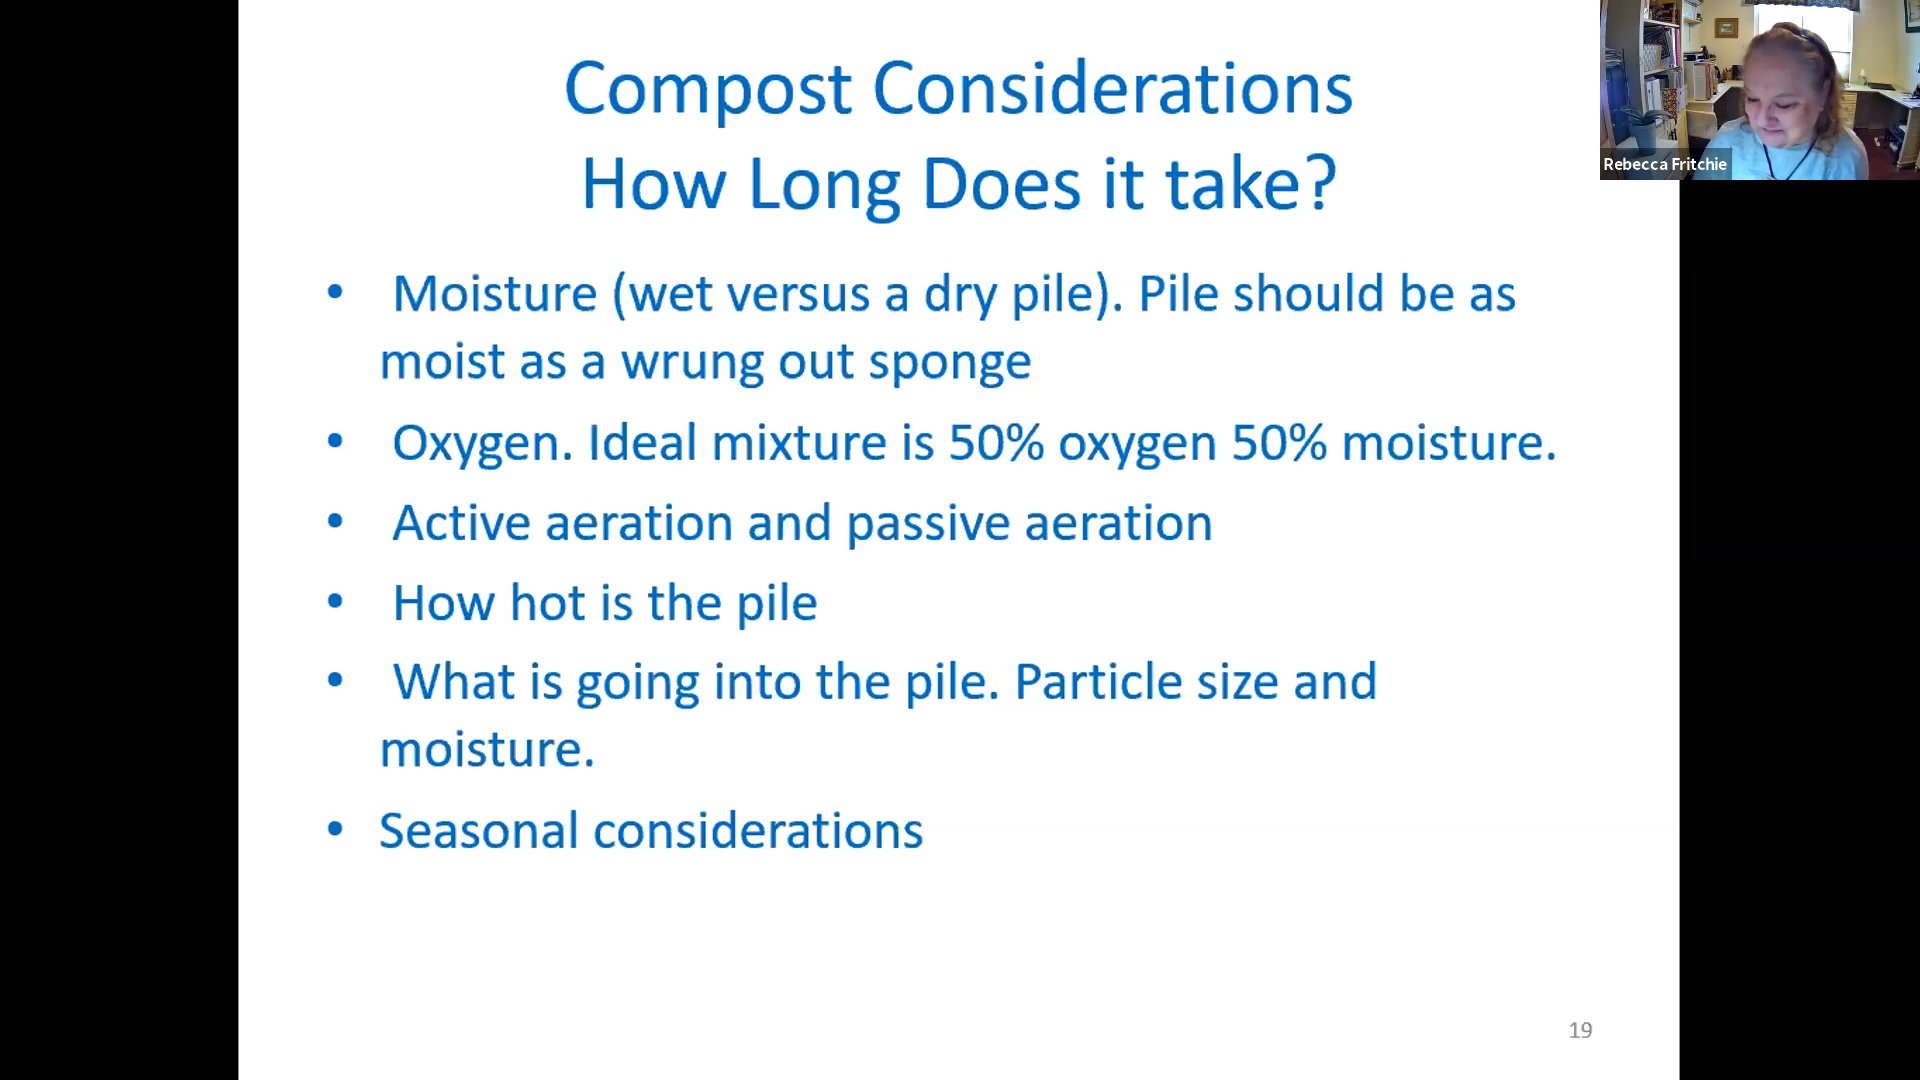 Compost Considerations
How Long Does it take?
Rebecca Fritchie
• Moisture (wet versus a dry pile). Pile should be as
moist as a wrung out sponge
• Oxygen. Ideal mixture is 50% oxygen 50% moisture.
• Active aeration and passive aeration
• How hot is the pile
• What is going into the pile. Particle size and
moisture.
• Seasonal considerations
19